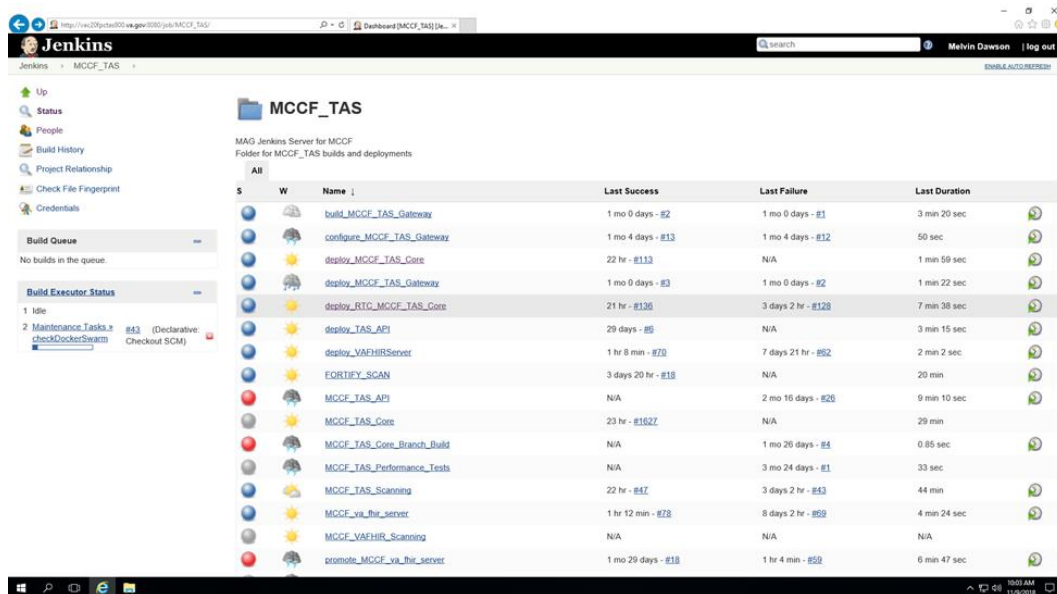 Dashboard [MCCF_TAS] [Je...
Jenkins
search
Melvin Dawson | log out
Jenkins MCCF_TAS
ENABLE AUTO REFRESH
Up
Status
People
Build History
Project Relationship
Check File Fingerprint
Credentials
Build Queue
No builds in the queue.
Build Executor Status
1 Idle
2 Maintenance Tasks » checkDockerSwarm #43 (Declarative: Checkout SCM)
MCCF_TAS
MAG Jenkins Server for MCCF
Folder for MCCF_TAS builds and deployments
All
S W Name ↓ Last Success Last Failure Last Duration
build_MCCF_TAS_Gateway 1 mo 0 days - #2 1 mo 0 days - #1 3 min 20 sec
configure_MCCF_TAS_Gateway 1 mo 4 days - #13 1 mo 4 days - #12 50 sec
deploy_MCCF_TAS_Core 22 hr - #113 N/A 1 min 59 sec
deploy_MCCF_TAS_Gateway 1 mo 0 days - #3 1 mo 0 days - #2 1 min 22 sec
deploy_RTC_MCCF_TAS_Core 21 hr - #136 3 days 2 hr - #128 7 min 38 sec
deploy_TAS_API 29 days - #6 N/A 3 min 15 sec
deploy_VAFHIRServer 1 hr 8 min - #70 7 days 21 hr - #62 2 min 2 sec
FORTIFY_SCAN 3 days 20 hr - #18 N/A 20 min
MCCF_TAS_API N/A 2 mo 16 days - #26 9 min 10 sec
MCCF_TAS_Core 23 hr - #1627 N/A 29 min
MCCF_TAS_Core_Branch_Build N/A 1 mo 26 days - #4 0.85 sec
MCCF_TAS_Performance_Tests N/A 3 mo 24 days - #1 33 sec
MCCF_TAS_Scanning 22 hr - #47 3 days 2 hr - #43 44 min
MCCF_va_fhir_server 1 hr 12 min - #78 8 days 2 hr - #69 4 min 24 sec
MCCF_VAFHIR_Scanning N/A N/A N/A
promote_MCCF_va_fhir_server 1 mo 29 days - #18 1 hr 4 min - #59 6 min 47 sec
10:03 AM
11/9/2018